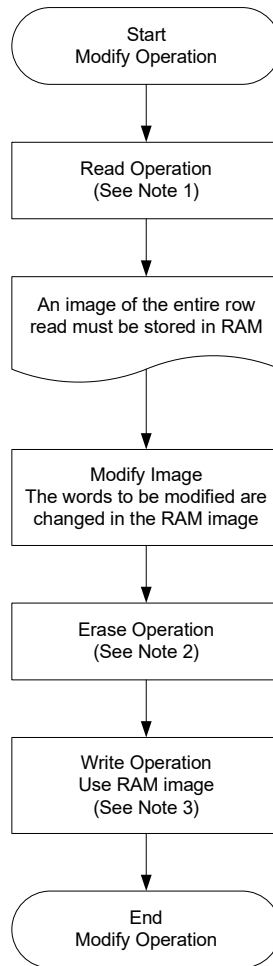 Start
Modify Operation
Read Operation
(See Note 1)
An image of the entire row
read must be stored in RAM
Modify Image
The words to be modified are
changed in the RAM image
Erase Operation
(See Note 2)
Write Operation
Use RAM image
(See Note 3)
End
Modify Operation